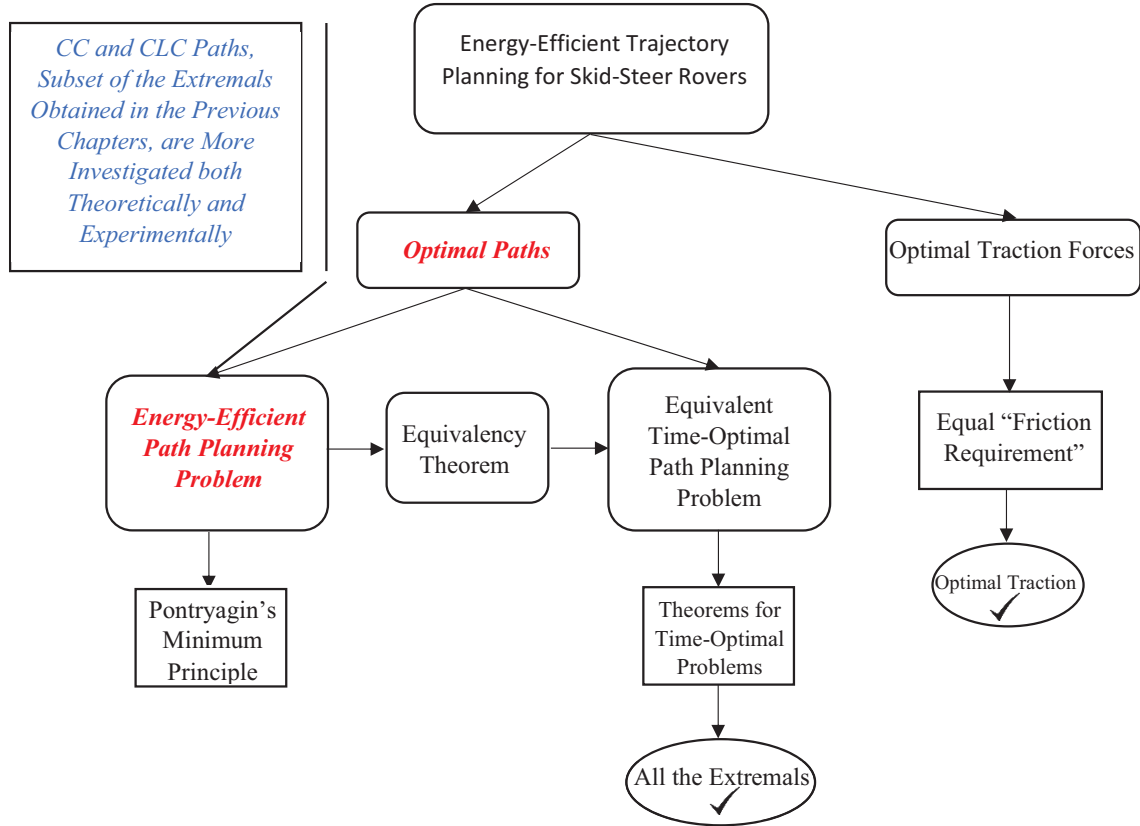 CC and CLC Paths,
Subset of the Extremals
Obtained in the Previous
Chapters, are More
Investigated both
Theoretically and
Experimentally
Energy-Efficient Trajectory
Planning for Skid-Steer Rovers
Optimal Paths
Optimal Traction Forces
Energy-Efficient
Path Planning
Problem
Equivalency
Theorem
Equivalent
Time-Optimal
Path Planning
Problem
Equal “Friction
Requirement”
Optimal Traction
Pontryagin’s
Minimum
Principle
Theorems for
Time-Optimal
Problems
All the Extremals